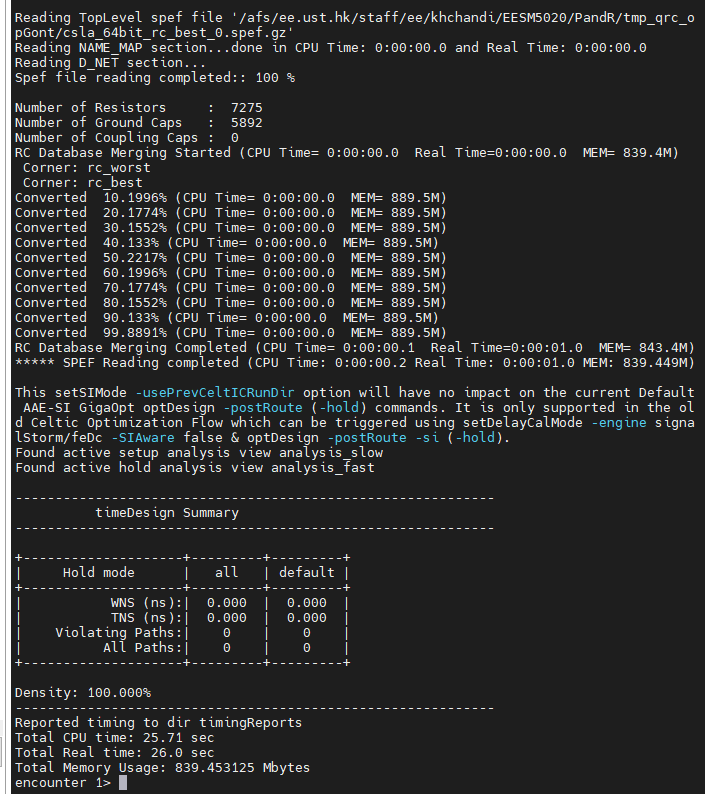 Reading TopLevel spef file '/afs/ee.ust.hk/staff/ee/khchandi/EESM5020/PandR/tmp_qrc_o
pGont/csla_64bit_rc_best_0.spef.gz'
Reading NAME_MAP section...done in CPU Time: 0:00:00.0 and Real Time: 0:00:00.0
Reading D_NET section...
Spef file reading completed:: 100 %
Number of Resistors     :  7275
Number of Ground Caps   :  5892
Number of Coupling Caps :  0
RC Database Merging Started (CPU Time= 0:00:00.0  Real Time=0:00:00.0  MEM= 839.4M)
 Corner: rc_worst
 Corner: rc_best
Converted  10.1996% (CPU Time= 0:00:00.0  MEM= 889.5M)
Converted  20.1774% (CPU Time= 0:00:00.0  MEM= 889.5M)
Converted  30.1552% (CPU Time= 0:00:00.0  MEM= 889.5M)
Converted  40.133% (CPU Time= 0:00:00.0  MEM= 889.5M)
Converted  50.2217% (CPU Time= 0:00:00.0  MEM= 889.5M)
Converted  60.1996% (CPU Time= 0:00:00.0  MEM= 889.5M)
Converted  70.1774% (CPU Time= 0:00:00.0  MEM= 889.5M)
Converted  80.1552% (CPU Time= 0:00:00.0  MEM= 889.5M)
Converted  90.133% (CPU Time= 0:00:00.0  MEM= 889.5M)
Converted  99.8891% (CPU Time= 0:00:00.0  MEM= 889.5M)
RC Database Merging Completed (CPU Time= 0:00:00.1  Real Time=0:00:01.0  MEM= 843.4M)
***** SPEF Reading completed (CPU Time: 0:00:00.2 Real Time: 0:00:01.0 MEM: 839.449M)
This setSIMode -usePrevCeltICRunDir option will have no impact on the current Default
 AAE-SI GigaOpt optDesign -postRoute (-hold) commands. It is only supported in the ol
d Celtic Optimization Flow which can be triggered using setDelayCalMode -engine signa
lStorm/feDc -SIAware false & optDesign -postRoute -si (-hold).
Found active setup analysis view analysis_slow
Found active hold analysis view analysis_fast
------------------------------------------------------------
          timeDesign Summary
------------------------------------------------------------
+--------------------+---------+---------+
|     Hold mode      |   all   | default |
+--------------------+---------+---------+
|           WNS (ns):|  0.000  |  0.000  |
|           TNS (ns):|  0.000  |  0.000  |
|    Violating Paths:|    0    |    0    |
|          All Paths:|    0    |    0    |
+--------------------+---------+---------+
Density: 100.000%
------------------------------------------------------------
Reported timing to dir timingReports
Total CPU time: 25.71 sec
Total Real time: 26.0 sec
Total Memory Usage: 839.453125 Mbytes
encounter 1>